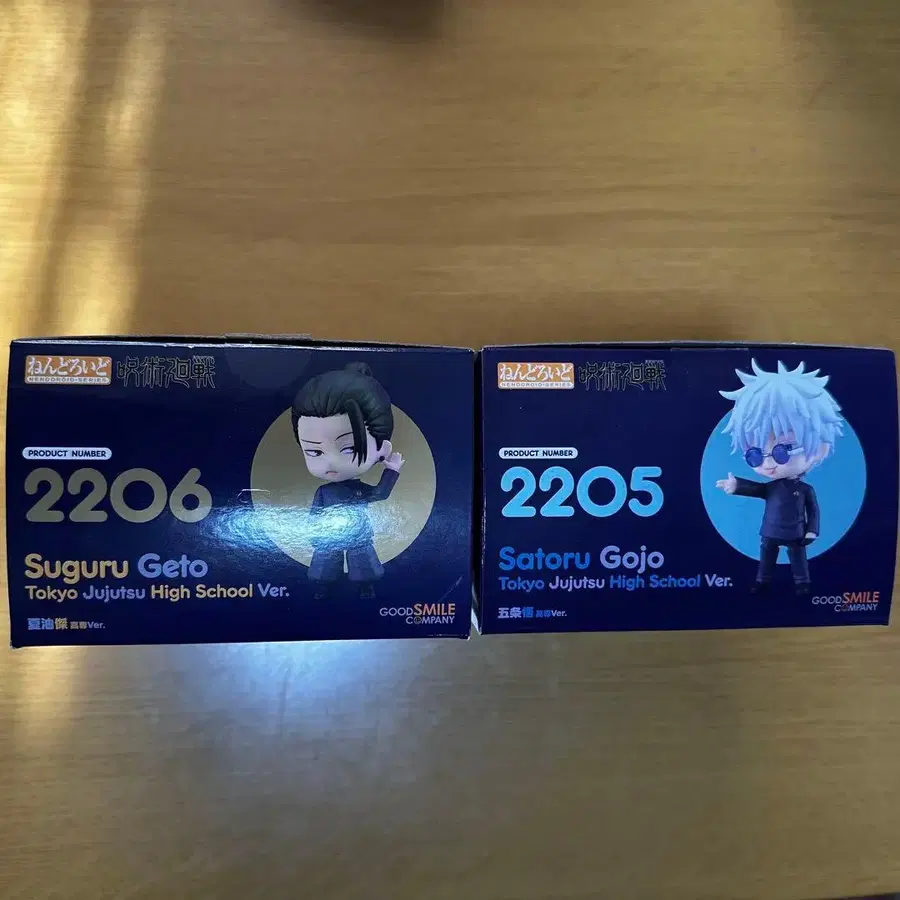 ねんどろいど
NENDOROID-SERIES
呪術廻戦
PRODUCT NUMBER
2206
Suguru Geto
Tokyo Jujutsu High School Ver.
夏油傑 高専Ver.
GOOD SMILE
COMPANY
ねんどろいど
NENDOROID-SERIES
呪術廻戦
PRODUCT NUMBER
2205
Satoru Gojo
Tokyo Jujutsu High School Ver.
五条悟 高専Ver.
GOOD SMILE
COMPANY